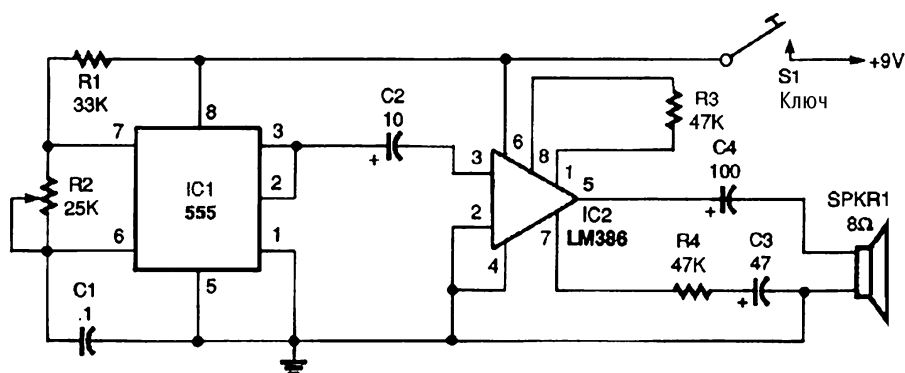 R1
33K
8
7
3
C2
10
+
R2
25K
IC1
555
2
6
1
5
C1
.1
3
6
8
1
R3
47K
2
4
5
IC2
LM386
7
C4
100
+
R4
47K
C3
47
+
S1
Ключ
+9V
SPKR1
8Ω